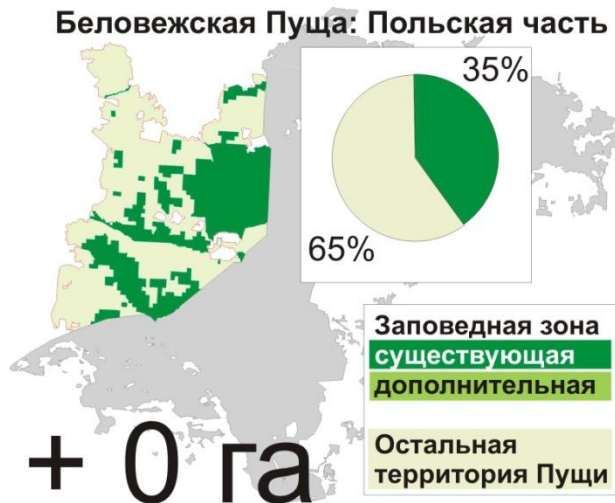 Беловежская Пуща: Польская часть
35%
65%
Заповедная зона
существующая
дополнительная
Остальная
территория Пущи
+ 0 га